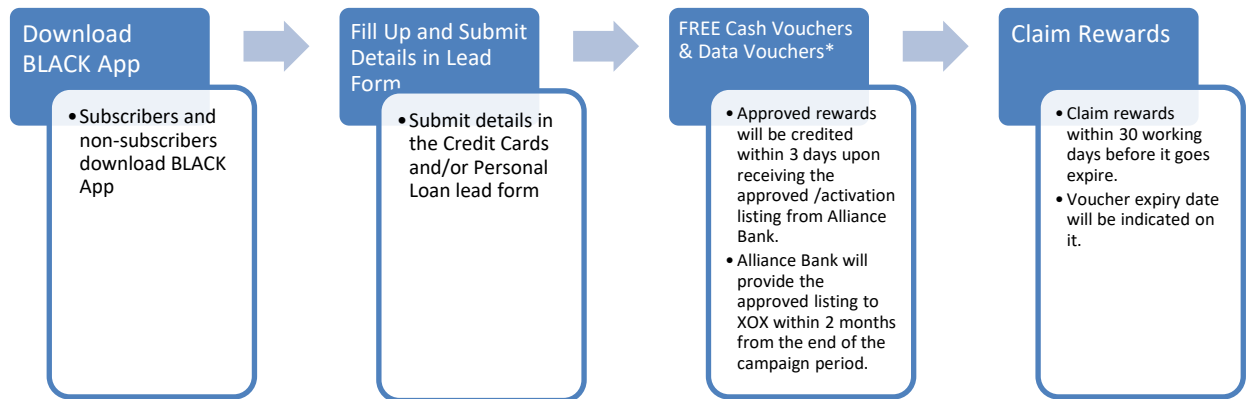 Download
BLACK App
• Subscribers and
non-subscribers
download BLACK
App
Fill Up and Submit
Details in Lead
Form
• Submit details in
the Credit Cards
and/or Personal
Loan lead form
FREE Cash Vouchers
& Data Vouchers*
• Approved rewards
will be credited
within 3 days upon
receiving the
approved /activation
listing from Alliance
Bank.
• Alliance Bank will
provide the
approved listing to
XOX within 2 months
from the end of the
campaign period.
Claim Rewards
• Claim rewards
within 30 working
days before it goes
expire.
• Voucher expiry date
will be indicated on
it.